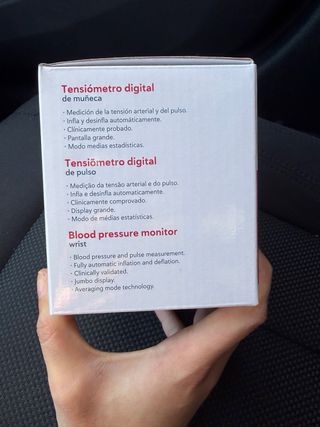 Tensiómetro digital
de muñeca
- Medición de la tensión arterial y del pulso.
- Infla y desinfla automáticamente.
- Clínicamente probado.
- Pantalla grande.
- Modo medias estadísticas.
Tensiömetro digital
de pulso
- Medição da tensão arterial e do pulso.
- Infla e desinfla automaticamente.
- Clinicamente comprovado.
- Display grande.
- Modo de médias estatísticas.
Blood pressure monitor
wrist
- Blood pressure and pulse measurement.
- Fully automatic inflation and deflation.
- Clinically validated.
- Jumbo display.
- Averaging mode technology.